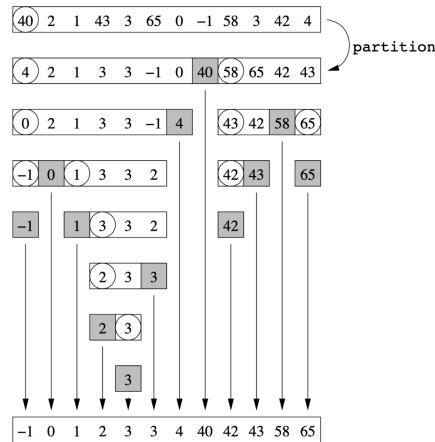 40 2 1 43 3 65 0 −1 58 3 42 4
partition
4 2 1 3 3 −1 0 40 58 65 42 43
0 2 1 3 3 −1 4 43 42 58 65
−1 0 1 3 3 2 42 43 65
−1 1 3 3 2 42
2 3 3
2 3
3
−1 0 1 2 3 3 4 40 42 43 58 65